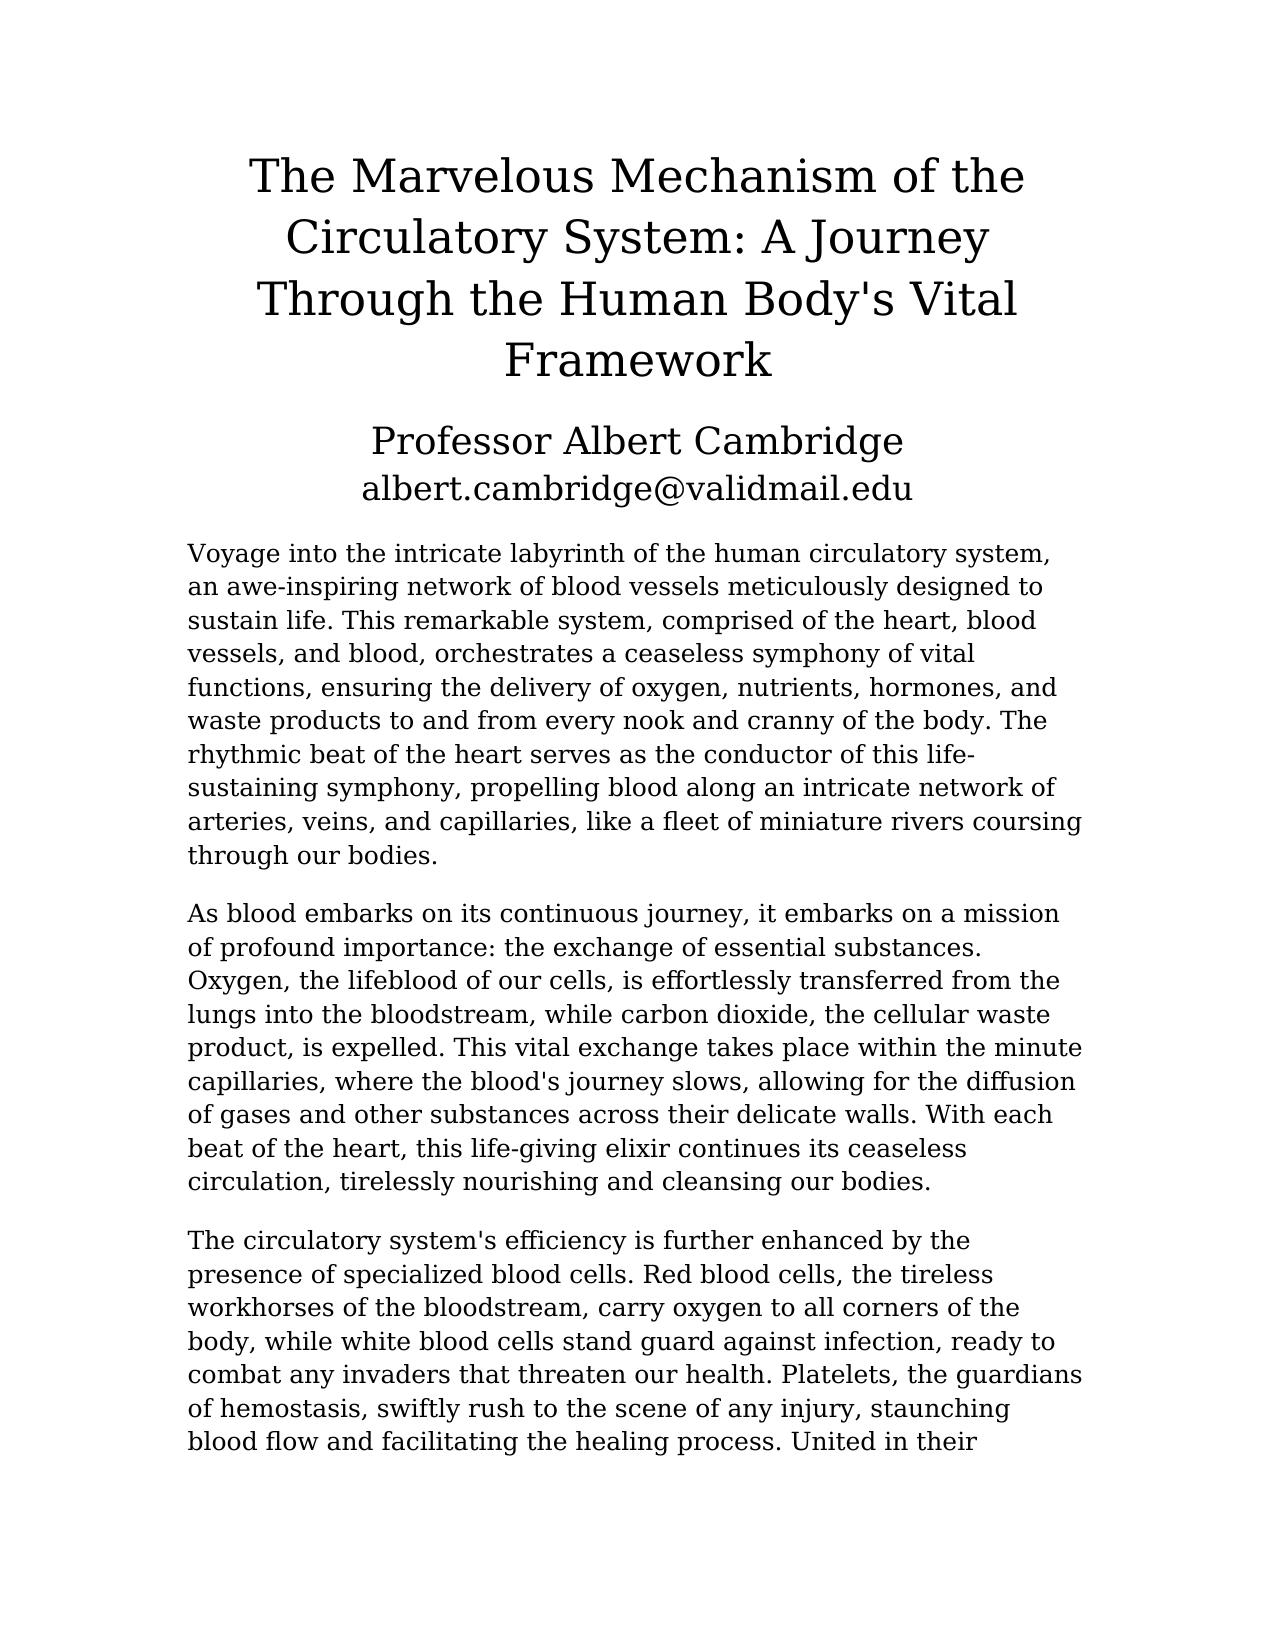 The Marvelous Mechanism of the
Circulatory System: A Journey
Through the Human Body's Vital
Framework
Professor Albert Cambridge
albert.cambridge@validmail.edu
Voyage into the intricate labyrinth of the human circulatory system,
an awe-inspiring network of blood vessels meticulously designed to
sustain life. This remarkable system, comprised of the heart, blood
vessels, and blood, orchestrates a ceaseless symphony of vital
functions, ensuring the delivery of oxygen, nutrients, hormones, and
waste products to and from every nook and cranny of the body. The
rhythmic beat of the heart serves as the conductor of this life-
sustaining symphony, propelling blood along an intricate network of
arteries, veins, and capillaries, like a fleet of miniature rivers coursing
through our bodies.
As blood embarks on its continuous journey, it embarks on a mission
of profound importance: the exchange of essential substances.
Oxygen, the lifeblood of our cells, is effortlessly transferred from the
lungs into the bloodstream, while carbon dioxide, the cellular waste
product, is expelled. This vital exchange takes place within the minute
capillaries, where the blood's journey slows, allowing for the diffusion
of gases and other substances across their delicate walls. With each
beat of the heart, this life-giving elixir continues its ceaseless
circulation, tirelessly nourishing and cleansing our bodies.
The circulatory system's efficiency is further enhanced by the
presence of specialized blood cells. Red blood cells, the tireless
workhorses of the bloodstream, carry oxygen to all corners of the
body, while white blood cells stand guard against infection, ready to
combat any invaders that threaten our health. Platelets, the guardians
of hemostasis, swiftly rush to the scene of any injury, staunching
blood flow and facilitating the healing process. United in their